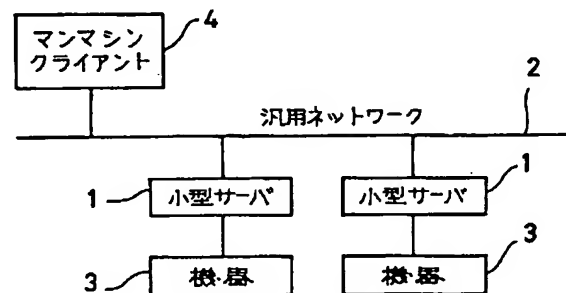 マンマシン
クライアント
4
汎用ネットワーク
2
1
小型サーバ
小型サーバ
1
3
機器
機器
3